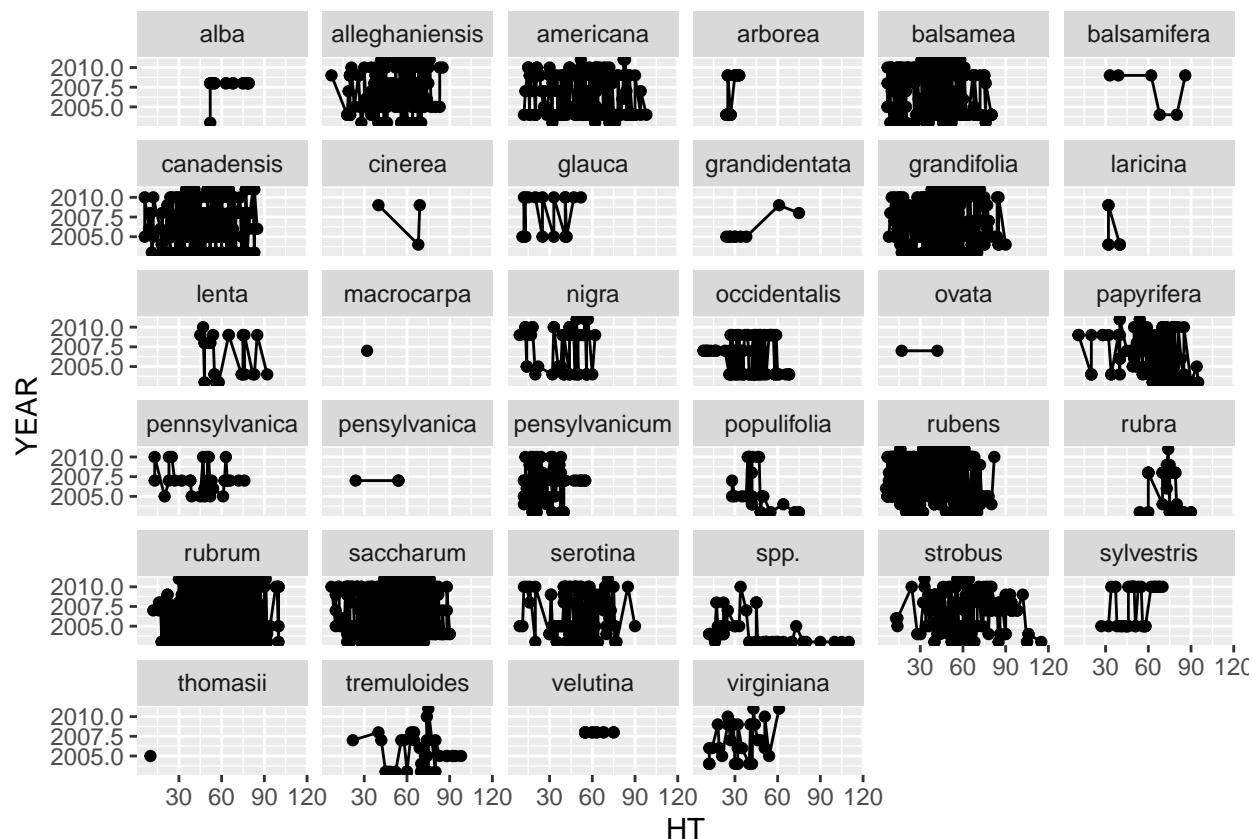 alba alleghaniensis americana arborea balsamea balsamifera
2010.0
2007.5
2005.0
canadensis cinerea glauca grandidentata grandifolia laricina
2010.0
2007.5
2005.0
lenta macrocarpa nigra occidentalis ovata papyrifera
2010.0
2007.5
2005.0
YEAR
pennsylvanica pensylvanica pensylvanicum populifolia rubens rubra
2010.0
2007.5
2005.0
rubrum saccharum serotina spp. strobus sylvestris
2010.0
2007.5
2005.0
30 60 90 120 30 60 90 120
thomasii tremuloides velutina virginiana
2010.0
2007.5
2005.0
30 60 90 120 30 60 90 120 30 60 90 120 30 60 90 120
HT